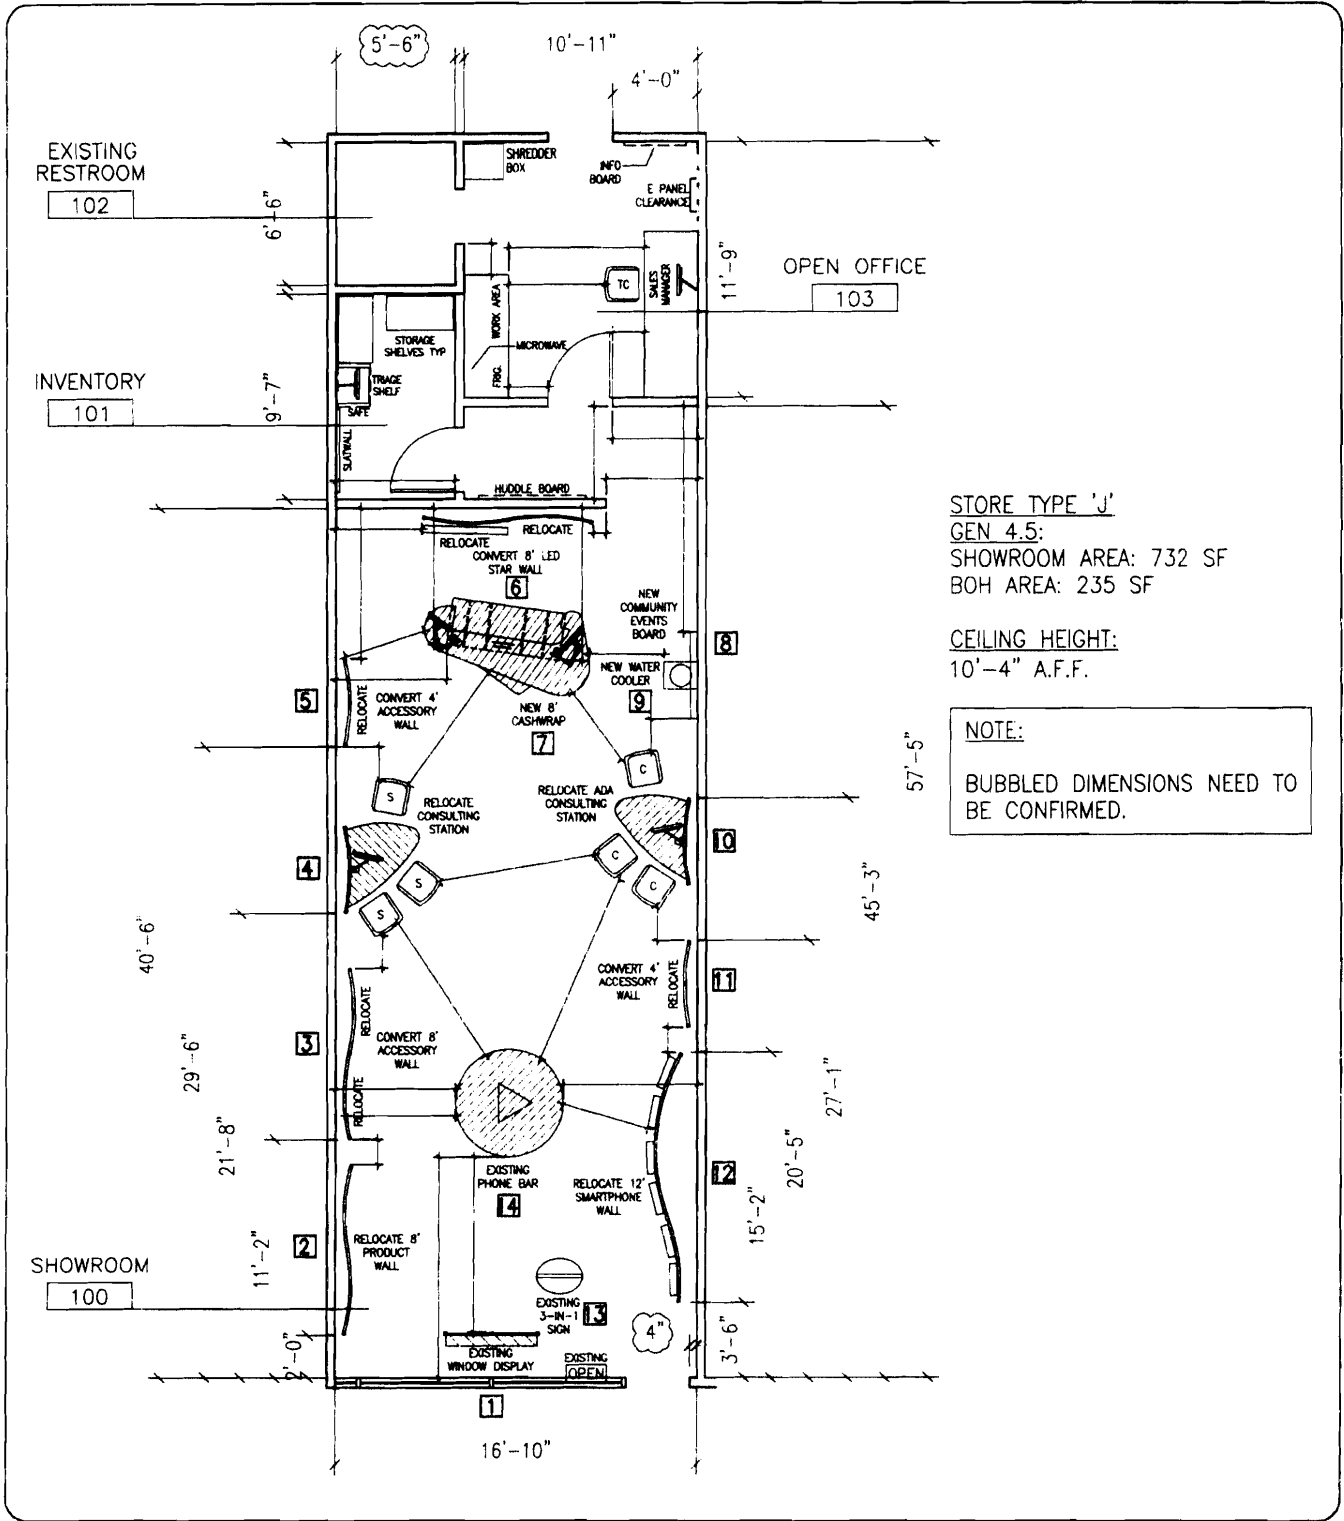 5'-6"
10'-11"
4'-0"
EXISTING
RESTROOM
102
SHREDDER
BOX
INFO
BOARD
E PANEL
CLEARANCE
6'-6"
11'-9"
OPEN OFFICE
103
TC
SALES
MANAGER
WORK AREA
STORAGE
SHELVES TYP
MICROWAVE
FRIG.
INVENTORY
101
9'-7"
TRIAGE
SHELF
SAFE
SLATWALL
HUDDLE BOARD
RELOCATE
RELOCATE
CONVERT 8' LED
STAR WALL
6
STORE TYPE 'J'
GEN 4.5:
SHOWROOM AREA: 732 SF
BOH AREA: 235 SF
CEILING HEIGHT:
10'-4" A.F.F.
NOTE:
BUBBLED DIMENSIONS NEED TO
BE CONFIRMED.
NEW
COMMUNITY
EVENTS
BOARD
8
NEW WATER
COOLER
9
5
RELOCATE
CONVERT 4'
ACCESSORY
WALL
NEW 8'
CASHWRAP
7
57'-5"
C
S
RELOCATE
CONSULTING
STATION
RELOCATE ADA
CONSULTING
STATION
10
4
C
C
S
S
45'-3"
40'-6"
CONVERT 4'
ACCESSORY
WALL
RELOCATE
11
RELOCATE
3
CONVERT 8'
ACCESSORY
WALL
RELOCATE
29'-6"
27'-1"
21'-8"
20'-5"
EXISTING
PHONE BAR
14
RELOCATE 12'
SMARTPHONE
WALL
12
15'-2"
2
RELOCATE 8'
PRODUCT
WALL
11'-2"
SHOWROOM
100
EXISTING
3-IN-1
SIGN
13
4"
3'-6"
2'-0"
EXISTING
WINDOW DISPLAY
EXISTING
OPEN
1
16'-10"